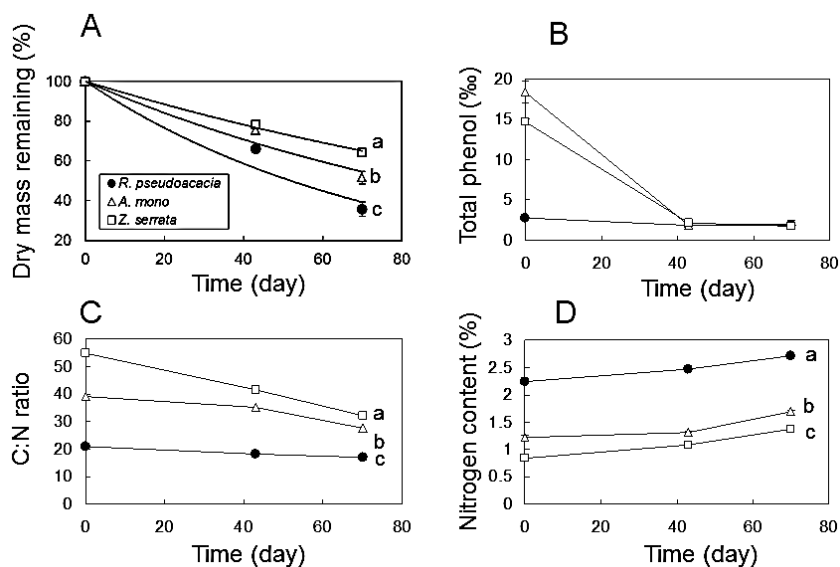 A
Dry mass remaining (%)
100
80
60
40
20
a
b
c
R. pseudoacacia
A. mono
Z. serrata
0 20 40 60 80
Time (day)
B
Total phenol (‰)
20
15
10
5
0
0 20 40 60 80
Time (day)
C
C:N ratio
60
50
40
30
20
10
0
a
b
c
0 20 40 60 80
Time (day)
D
Nitrogen content (%)
3
2.5
2
1.5
1
0.5
0
a
b
c
0 20 40 60 80
Time (day)